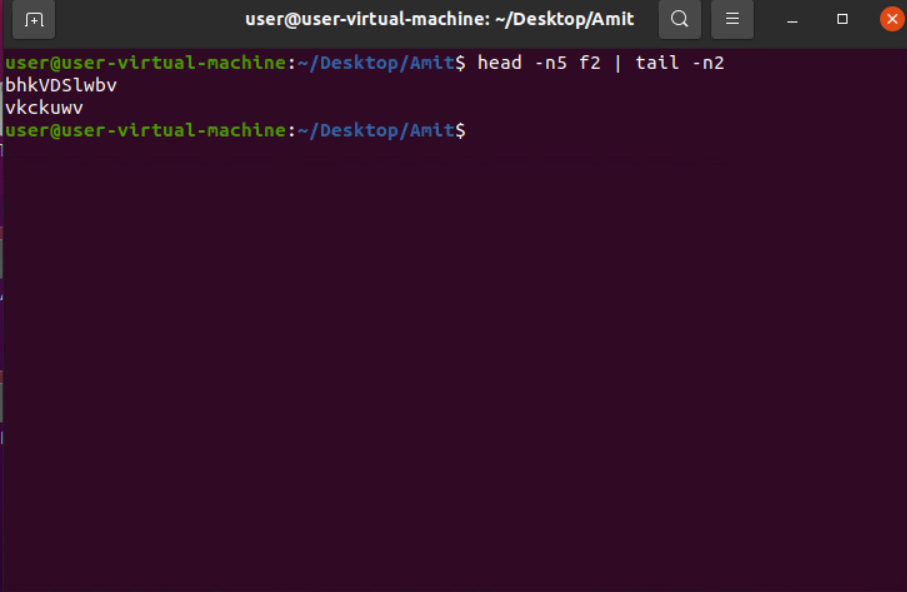 user@user-virtual-machine: ~/Desktop/Amit
user@user-virtual-machine:~/Desktop/Amit$ head -n5 f2 | tail -n2
bhkVDSlwbv
vkckuwv
user@user-virtual-machine:~/Desktop/Amit$